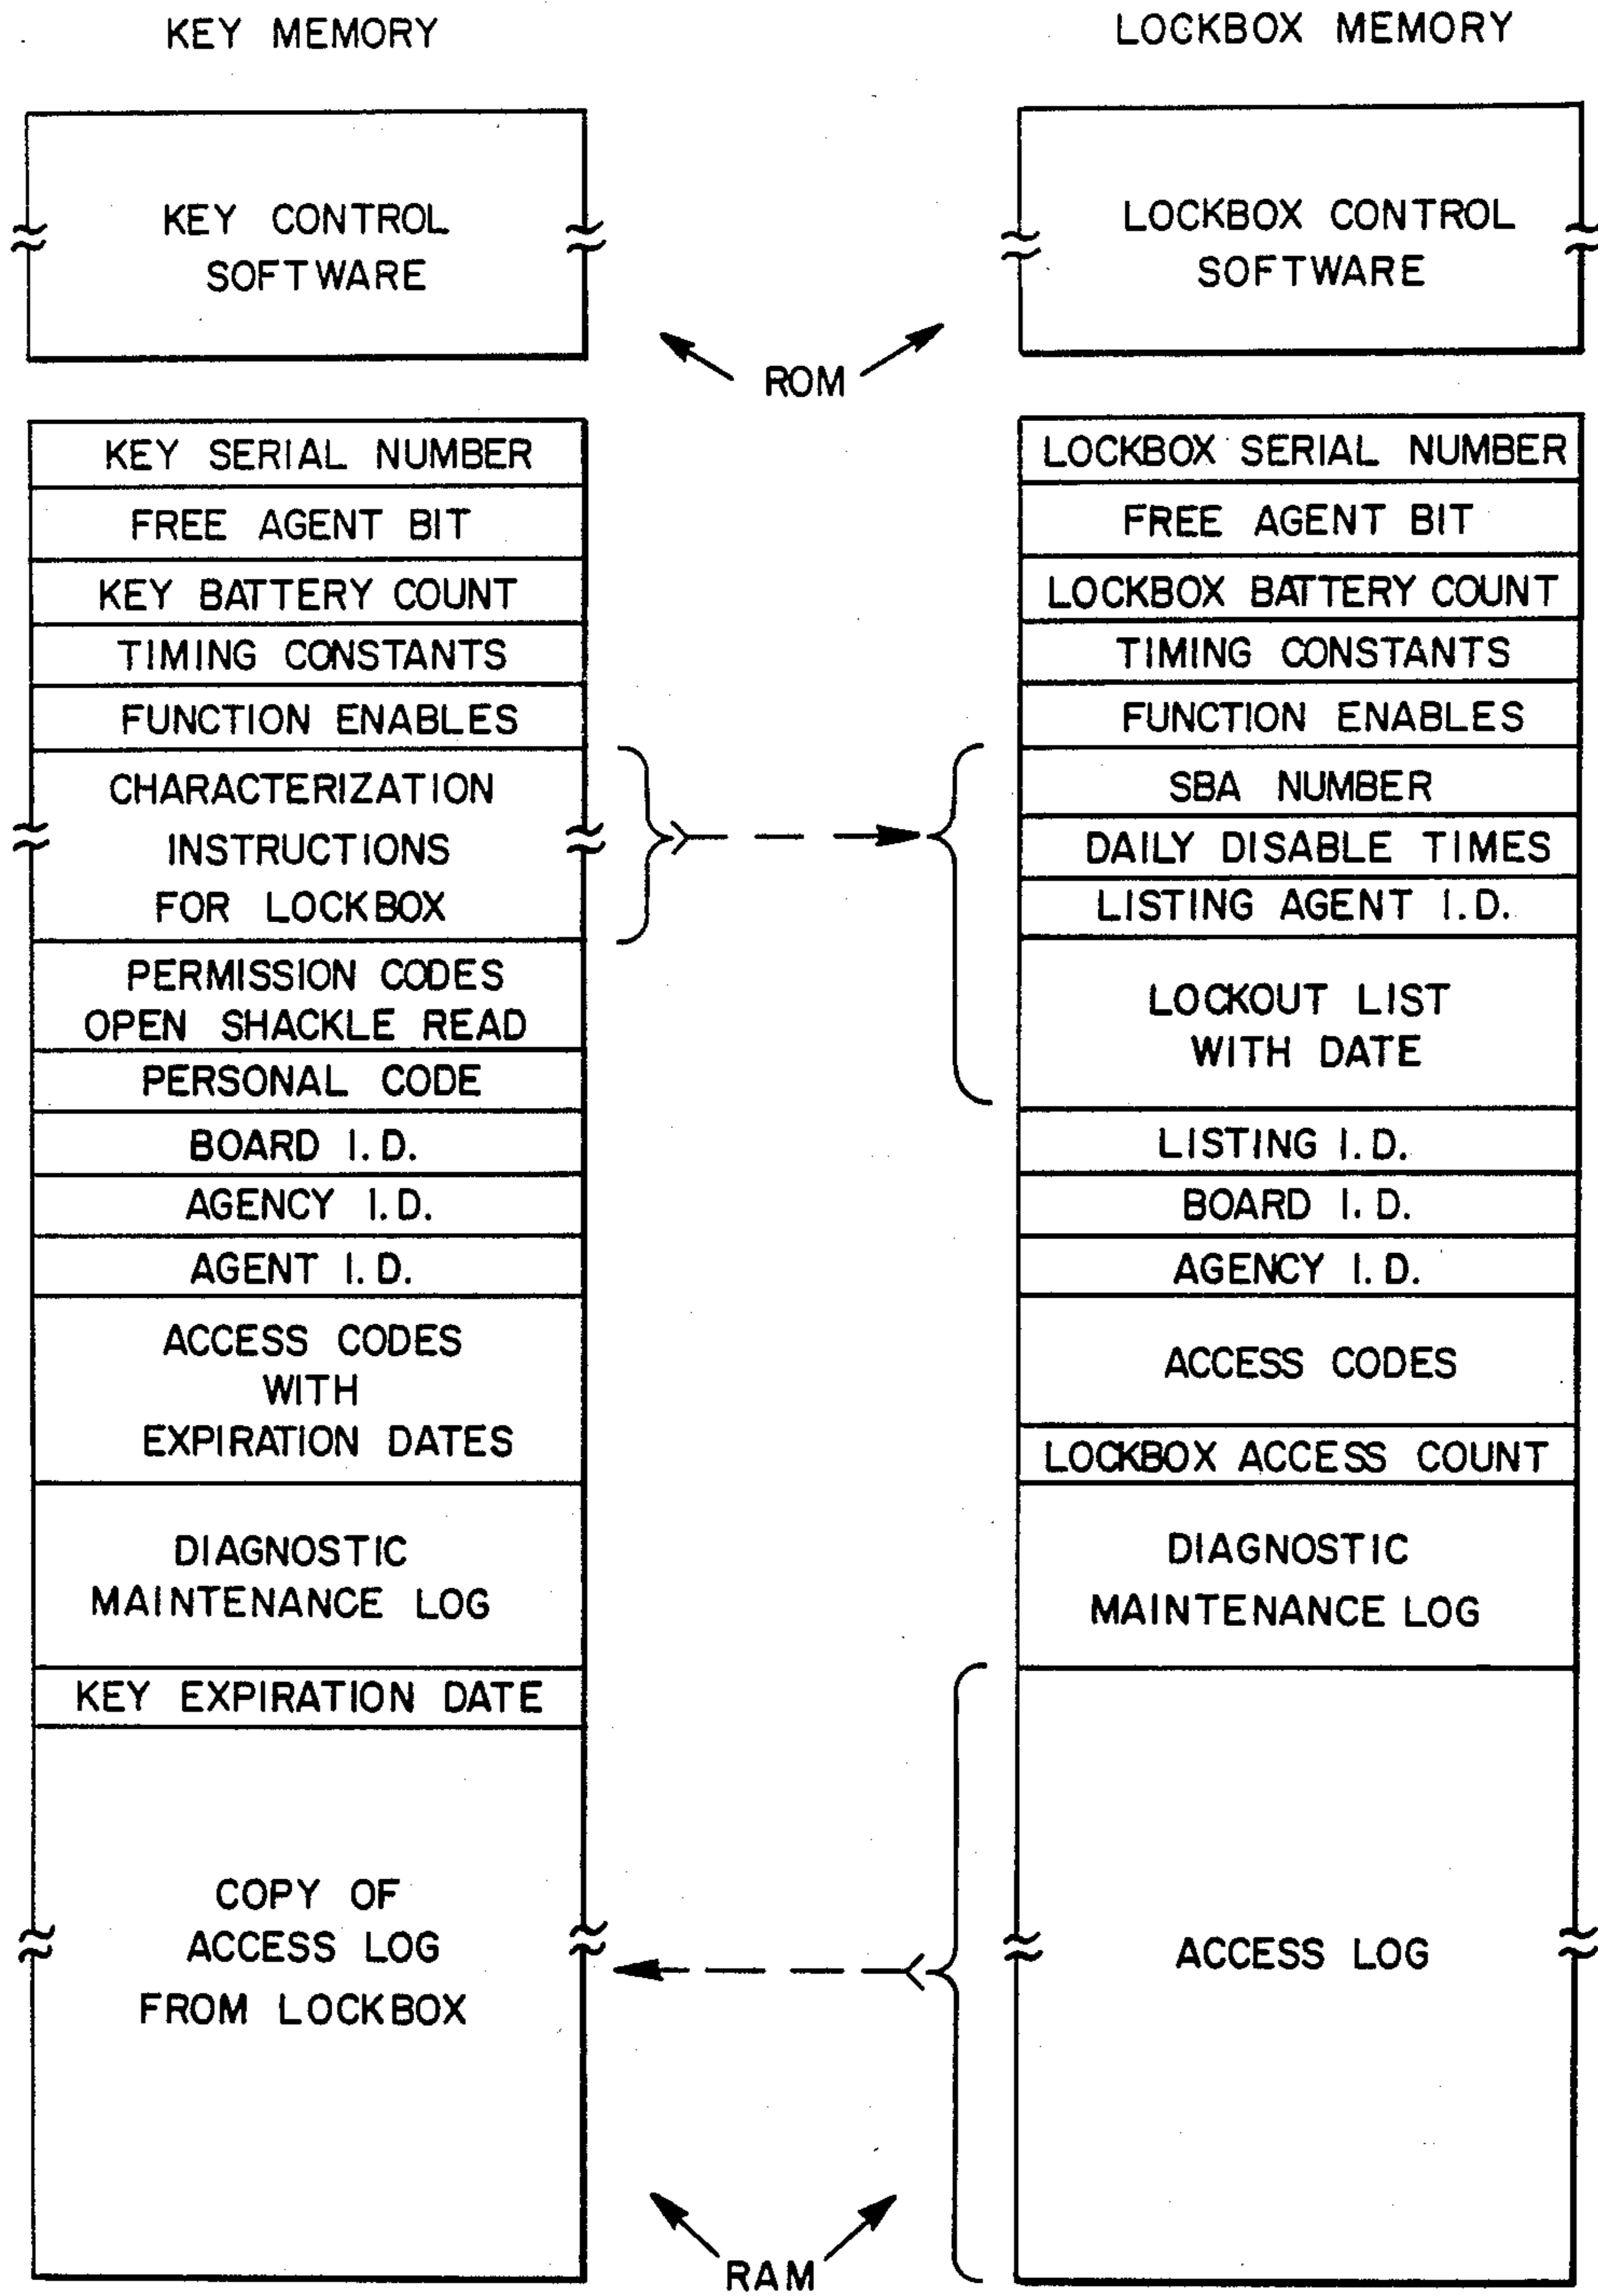 KEY MEMORY
KEY CONTROL
SOFTWARE
KEY SERIAL NUMBER
FREE AGENT BIT
KEY BATTERY COUNT
TIMING CONSTANTS
FUNCTION ENABLES
CHARACTERIZATION
INSTRUCTIONS
FOR LOCKBOX
PERMISSION CODES
OPEN SHACKLE READ
PERSONAL CODE
BOARD I.D.
AGENCY I.D.
AGENT I.D.
ACCESS CODES
WITH
EXPIRATION DATES
DIAGNOSTIC
MAINTENANCE LOG
KEY EXPIRATION DATE
COPY OF
ACCESS LOG
FROM LOCKBOX
ROM
RAM
LOCKBOX MEMORY
LOCKBOX CONTROL
SOFTWARE
LOCKBOX SERIAL NUMBER
FREE AGENT BIT
LOCKBOX BATTERY COUNT
TIMING CONSTANTS
FUNCTION ENABLES
SBA NUMBER
DAILY DISABLE TIMES
LISTING AGENT I.D.
LOCKOUT LIST
WITH DATE
LISTING I.D.
BOARD I.D.
AGENCY I.D.
ACCESS CODES
LOCKBOX ACCESS COUNT
DIAGNOSTIC
MAINTENANCE LOG
ACCESS LOG